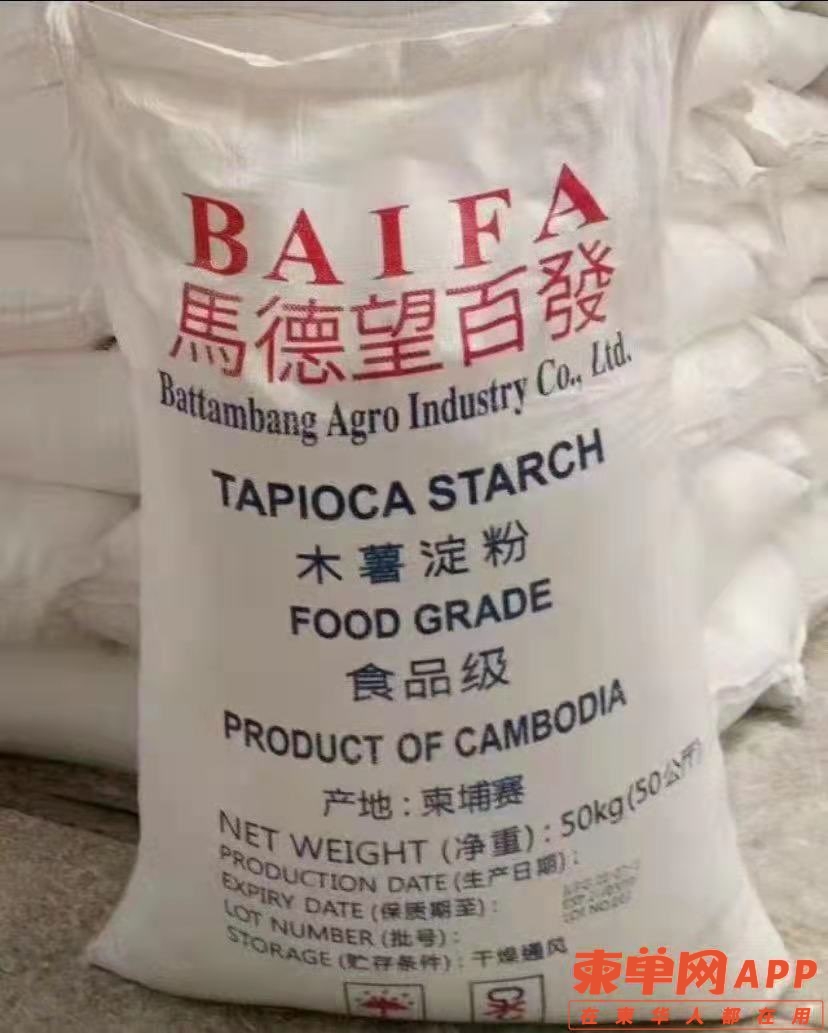 BAIFA
馬德望百發
Battambang Agro Industry Co., Ltd.
TAPIOCA STARCH
木薯淀粉
FOOD GRADE
食品级
PRODUCT OF CAMBODIA
产地：柬埔赛
NET WEIGHT (净重)：50kg(50公斤)
PRODUCTION DATE (生产日期)：
EXPIRY DATE (保质期至)：
LOT NUMBER (批号)：
STORAGE (贮存条件)：干燥通风
柬单网APP
在柬华人都在用